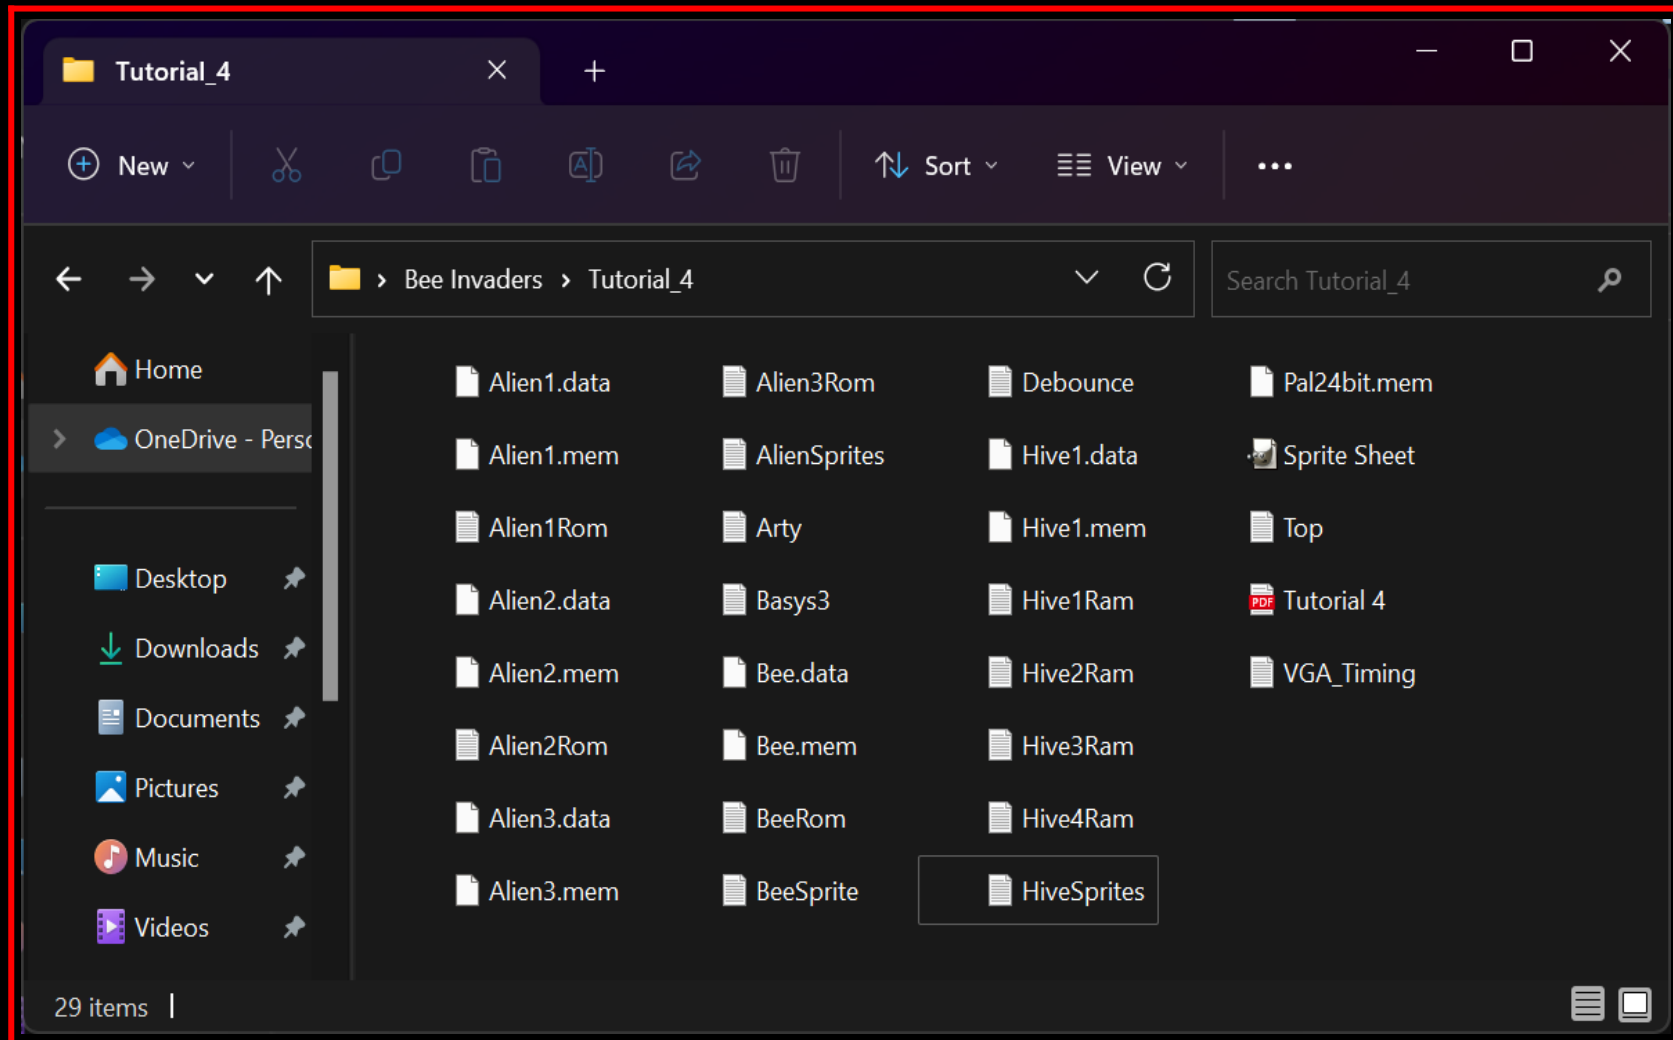 Tutorial_4
New
Sort
View
Bee Invaders
Tutorial_4
Search Tutorial_4
Home
OneDrive - Perso
Desktop
Downloads
Documents
Pictures
Music
Videos
Alien1.data
Alien1.mem
Alien1Rom
Alien2.data
Alien2.mem
Alien2Rom
Alien3.data
Alien3.mem
Alien3Rom
AlienSprites
Arty
Basys3
Bee.data
Bee.mem
BeeRom
BeeSprite
Debounce
Hive1.data
Hive1.mem
Hive1Ram
Hive2Ram
Hive3Ram
Hive4Ram
HiveSprites
Pal24bit.mem
Sprite Sheet
Top
PDF
Tutorial 4
VGA_Timing
29 items